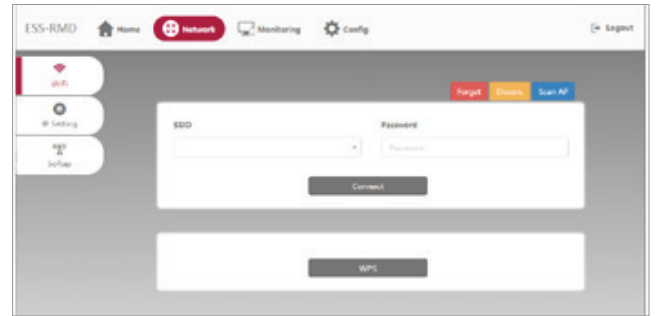 ESS-RMD Home Network Monitoring Config Logout
WiFi
Forget Discon. Scan AP
IP Setting
SSID Password
Password
Softap
Connect
WPS